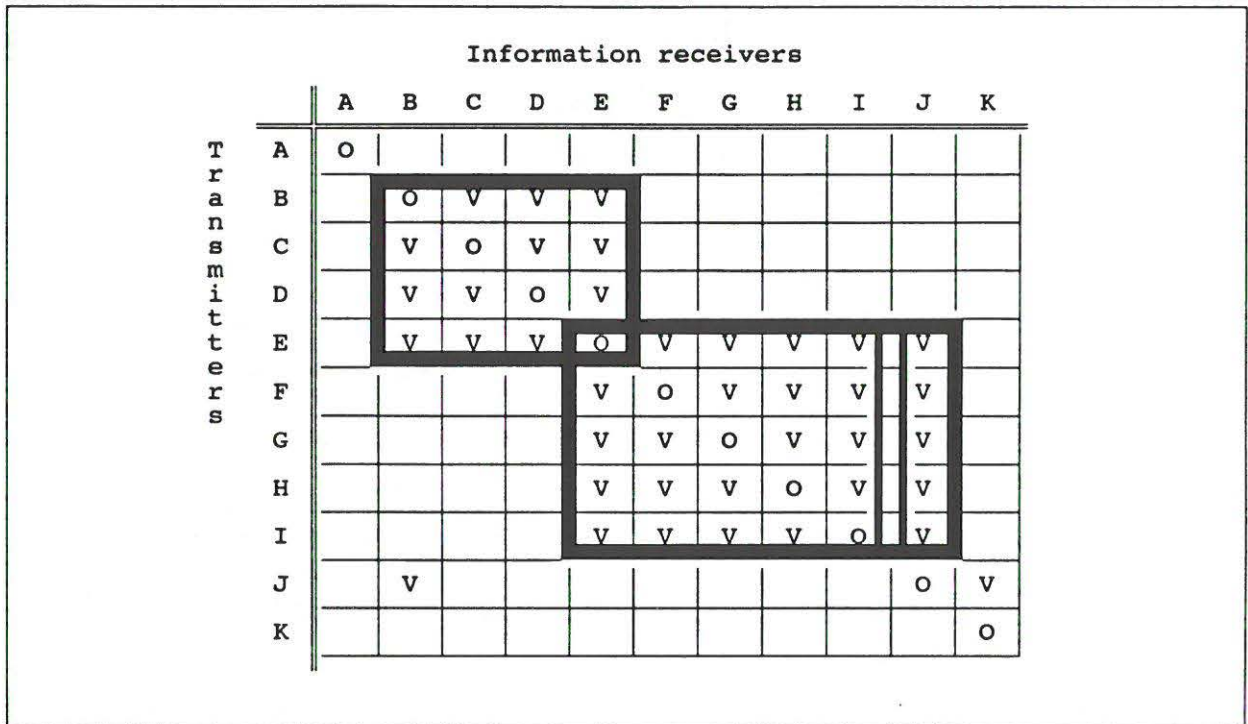 Information receivers
A B C D E F G H I J K
Transmitters
A O
B O V V V
C V O V V
D V V O V
E V V V O V V V V V
F V O V V V V
G V V O V V V
H V V V O V V
I V V V V O V
J V O V
K O